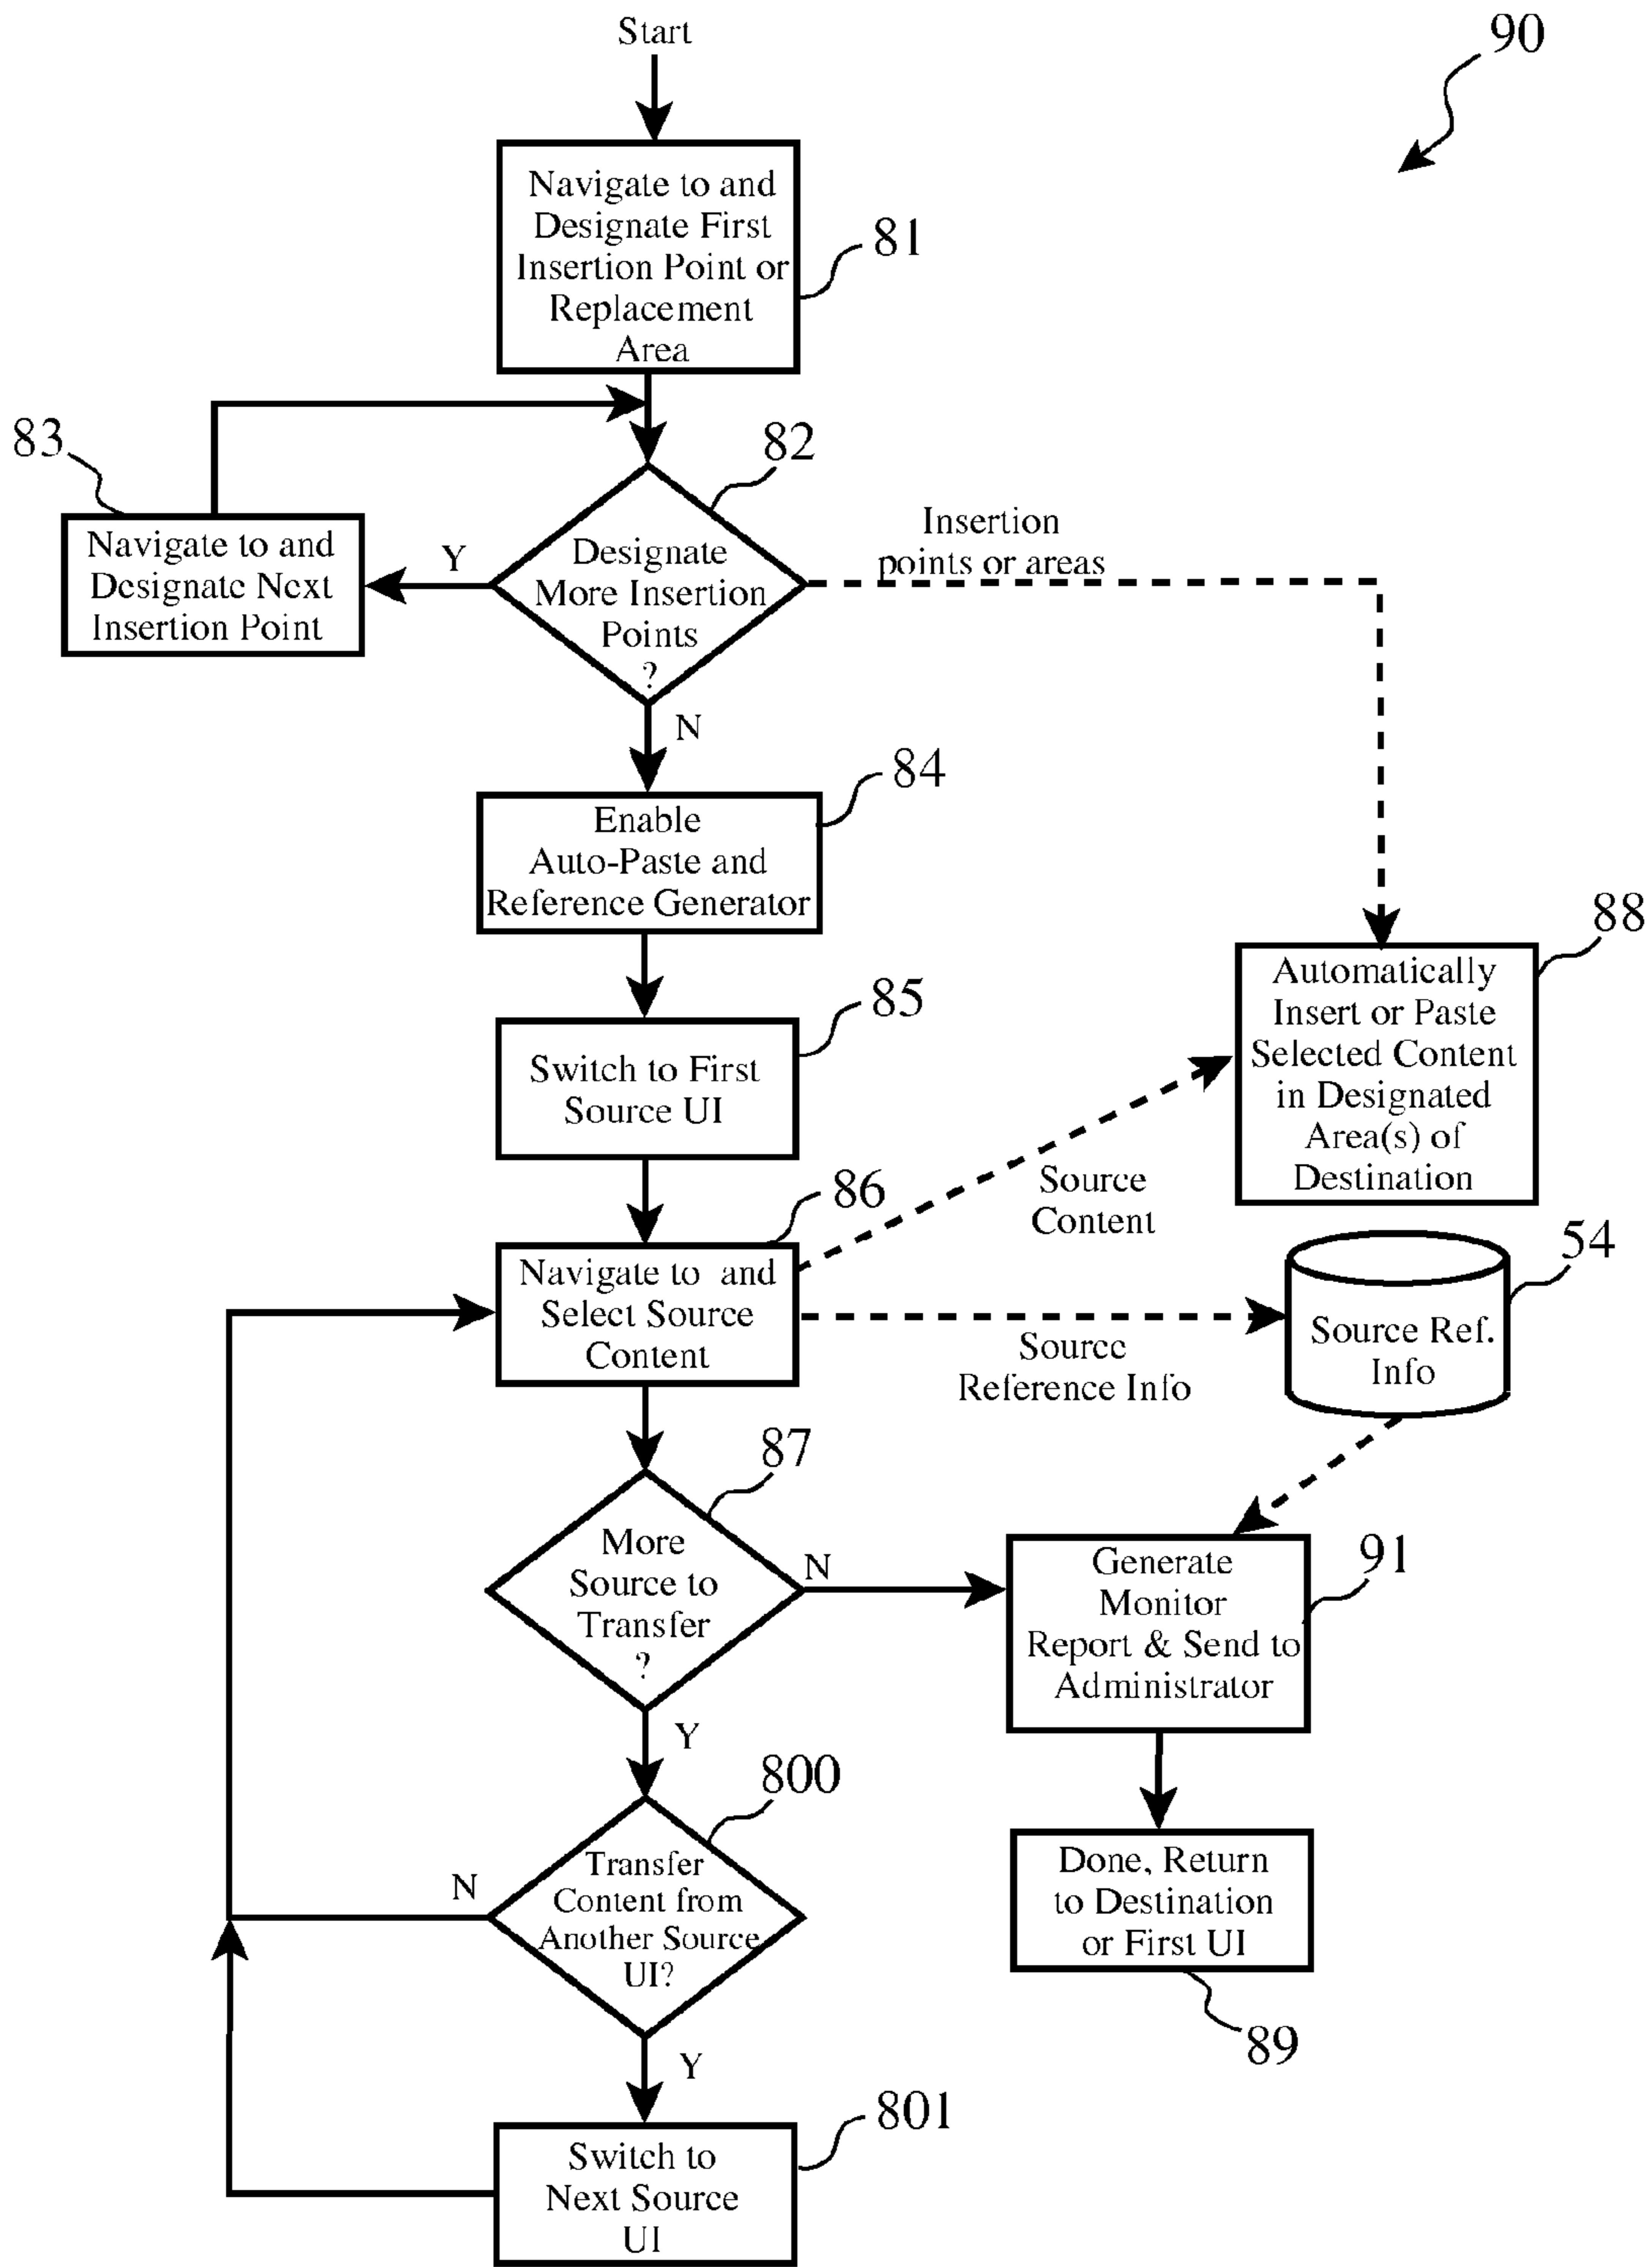 Start
90
Navigate to and
Designate First
Insertion Point or
Replacement
Area
81
83
82
Navigate to and
Designate Next
Insertion Point
Y
Designate
More Insertion
Points
?
Insertion
points or areas
N
84
Enable
Auto-Paste and
Reference Generator
88
Automatically
Insert or Paste
Selected Content
in Designated
Area(s) of
Destination
85
Switch to First
Source UI
Source
Content
86
Navigate to and
Select Source
Content
54
Source Ref.
Info
Source
Reference Info
87
More
Source to
Transfer
?
N
Generate
Monitor
Report & Send to
Administrator
91
Y
800
Transfer
Content from
Another Source
UI?
N
Done, Return
to Destination
or First UI
89
Y
801
Switch to
Next Source
UI